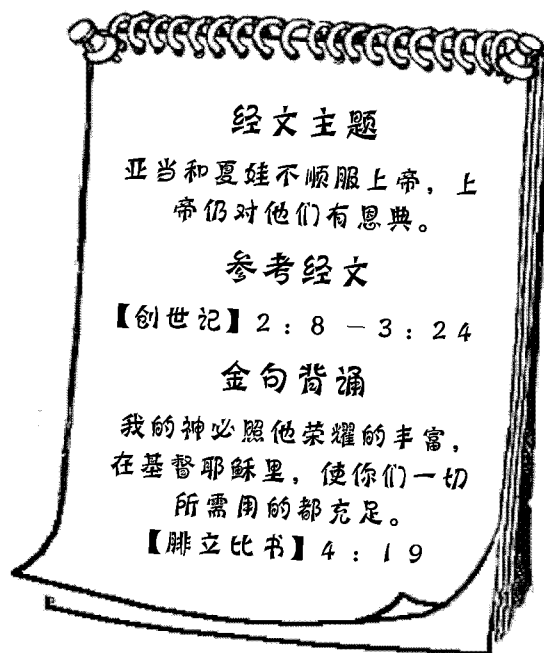 经文主题
亚当和夏娃不顺服上帝，上
帝仍对他们有恩典。
参考经文
【创世记】2：8－3：24
金句背诵
我的神必照他荣耀的丰富，
在基督耶稣里，使你们一切
所需用的都充足。
【腓立比书】4：19